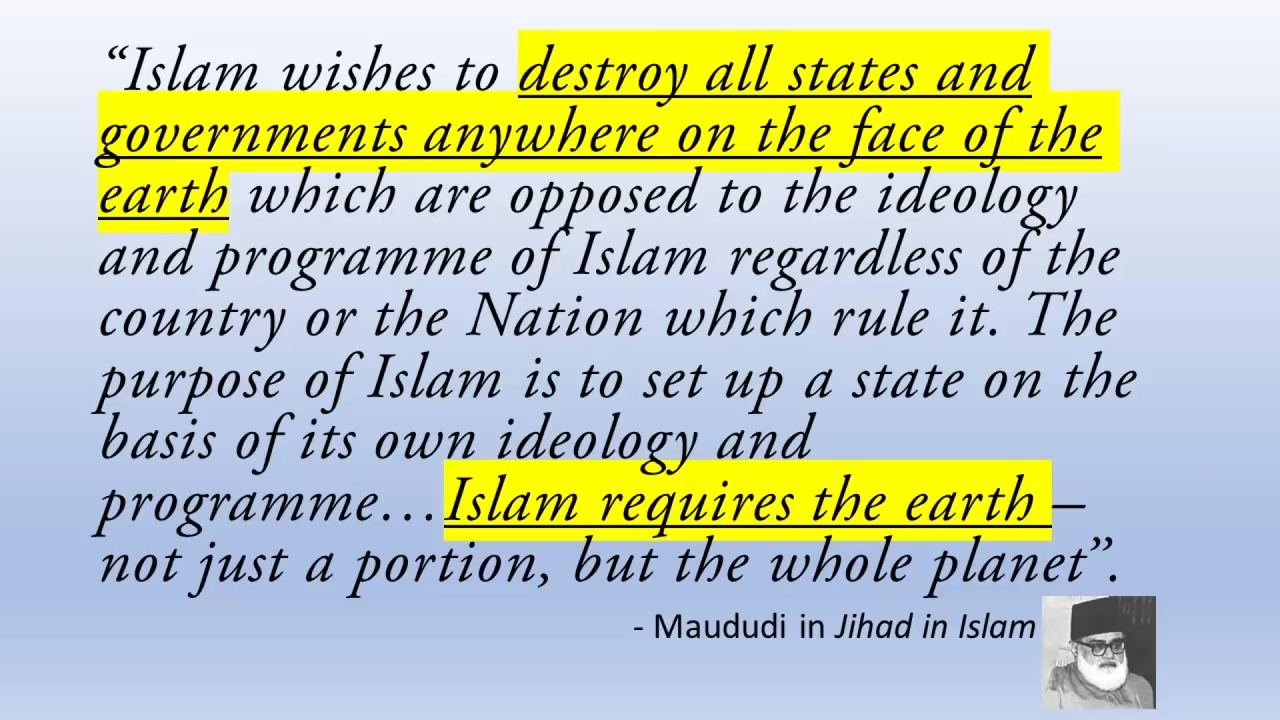 “Islam wishes to destroy all states and
governments anywhere on the face of the
earth which are opposed to the ideology
and programme of Islam regardless of the
country or the Nation which rule it. The
purpose of Islam is to set up a state on the
basis of its own ideology and
programme…Islam requires the earth –
not just a portion, but the whole planet”.
- Maududi in Jihad in Islam